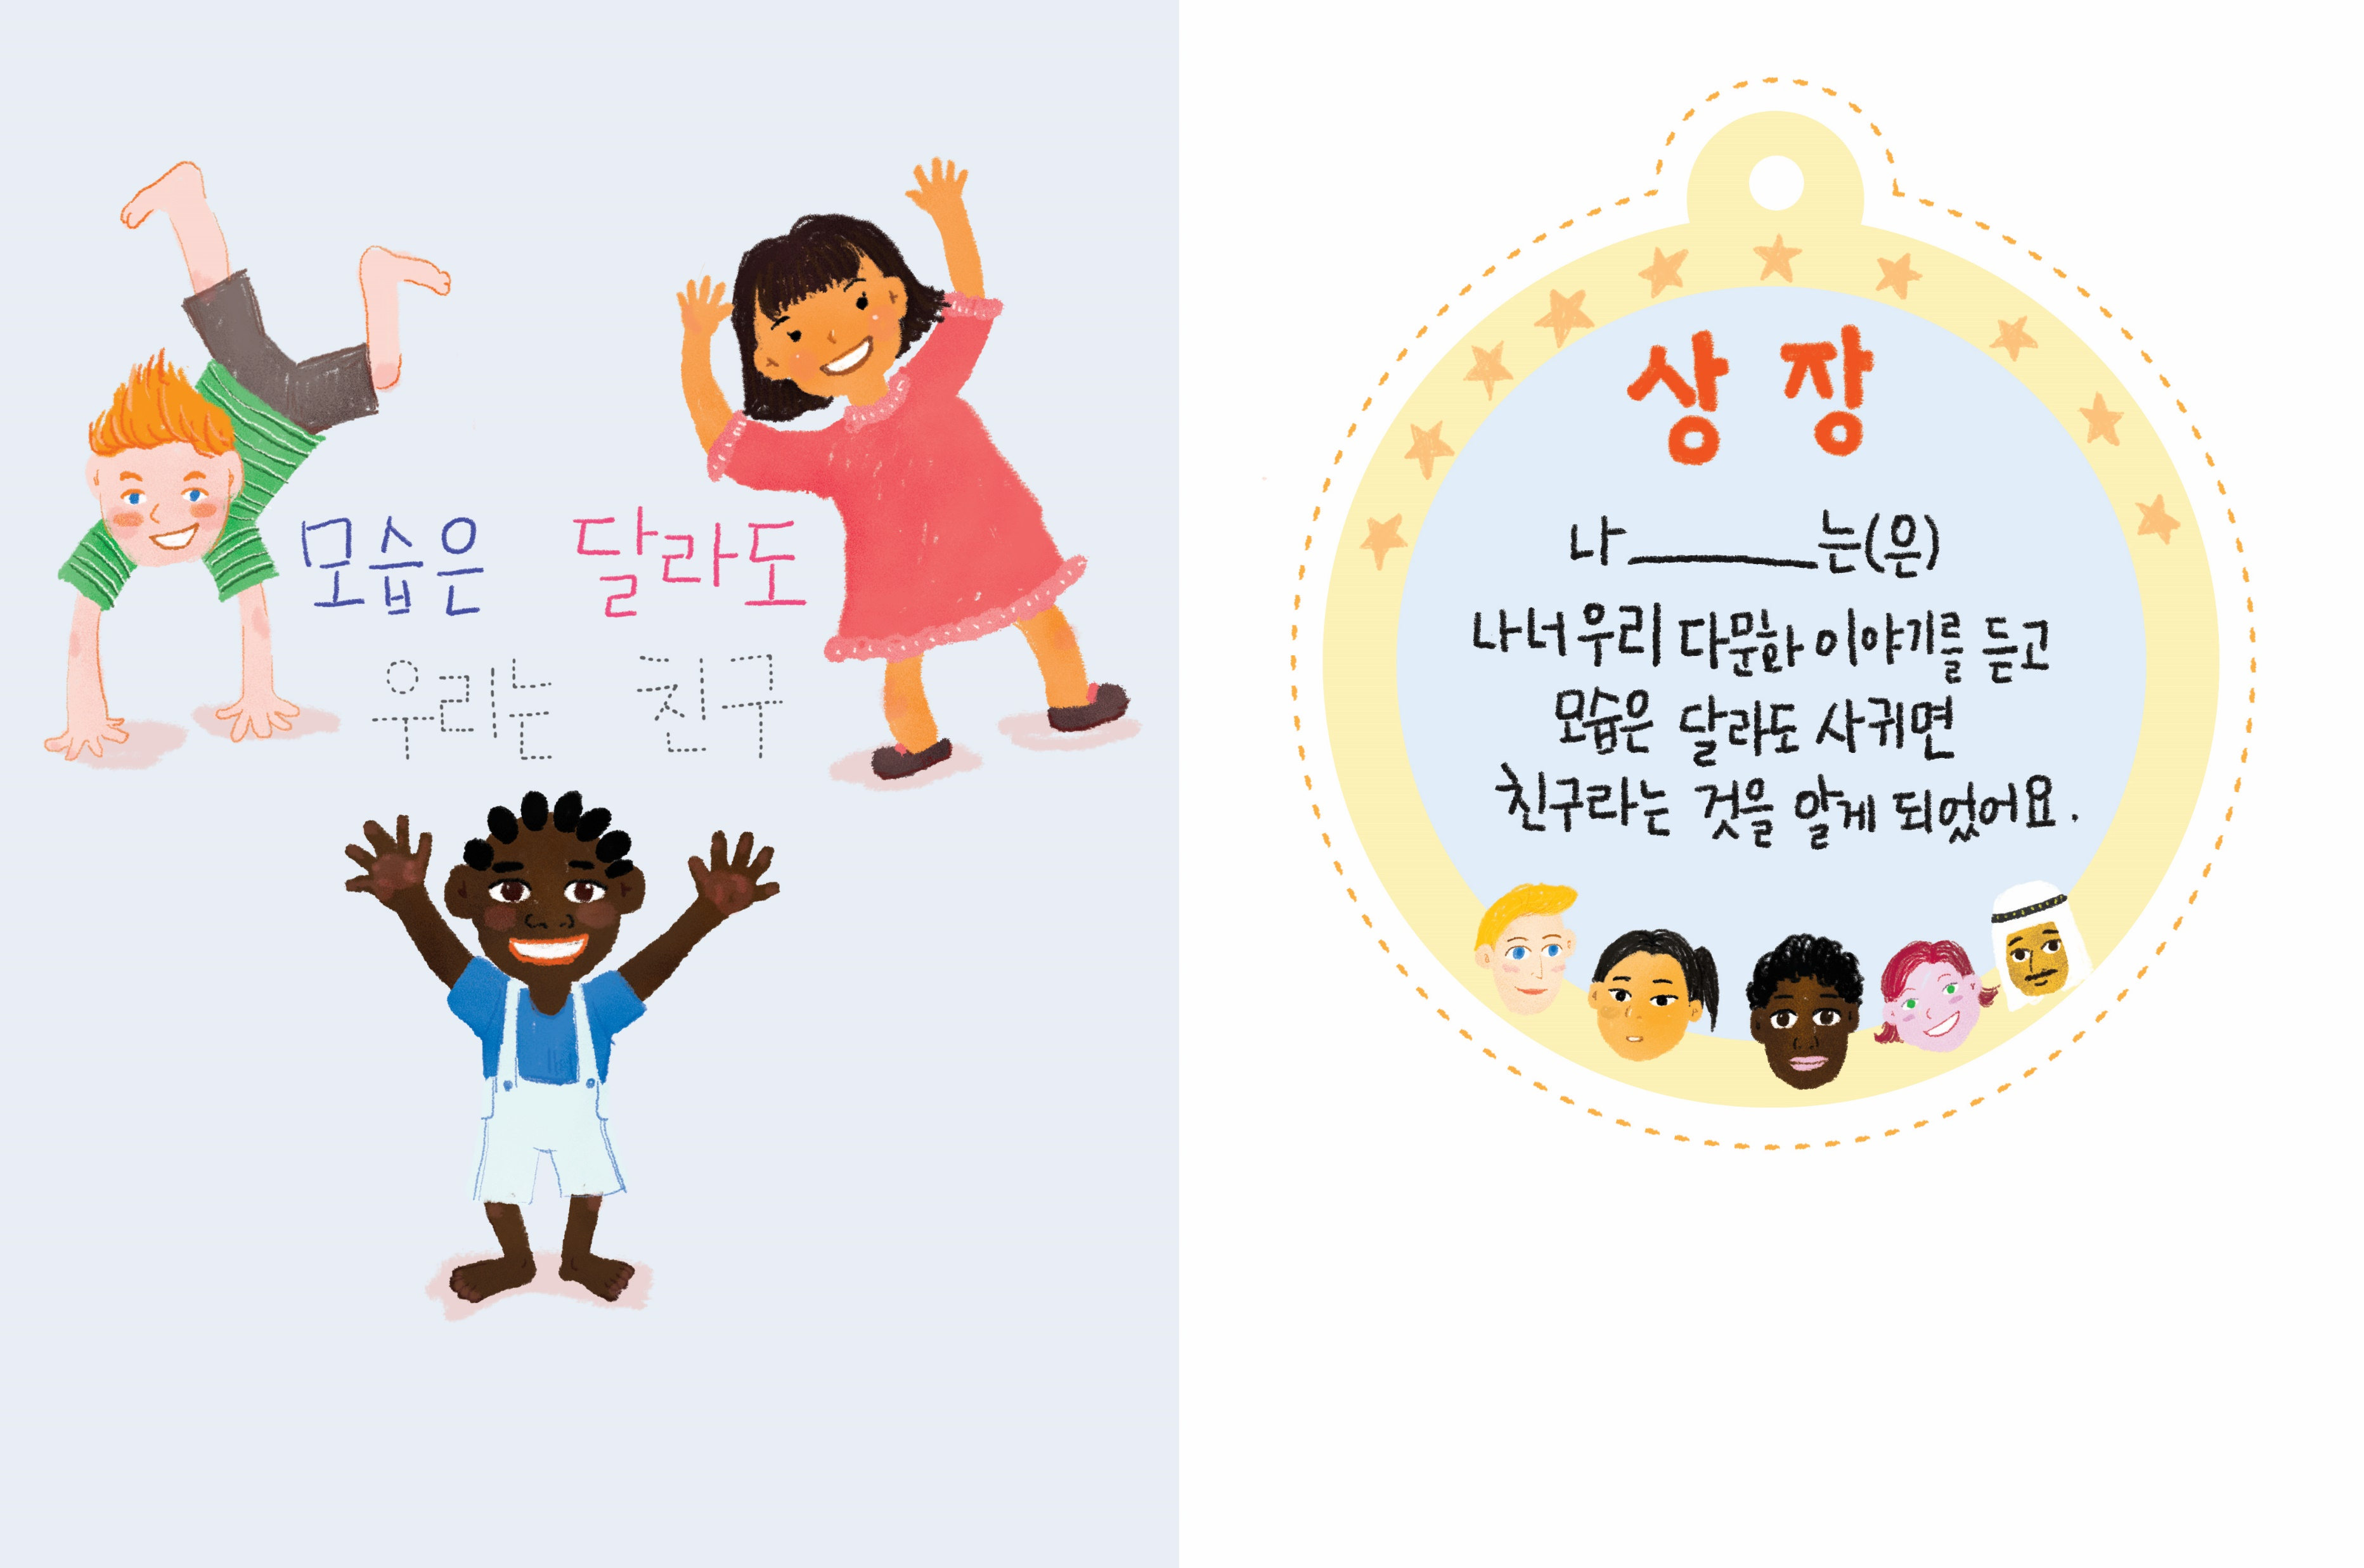 모습은 달라도
우리는 친구
상장
나 ______ 는(은)
나너우리 다문화 이야기를 듣고
모습은 달라도 사귀면
친구라는 것을 알게 되었어요.